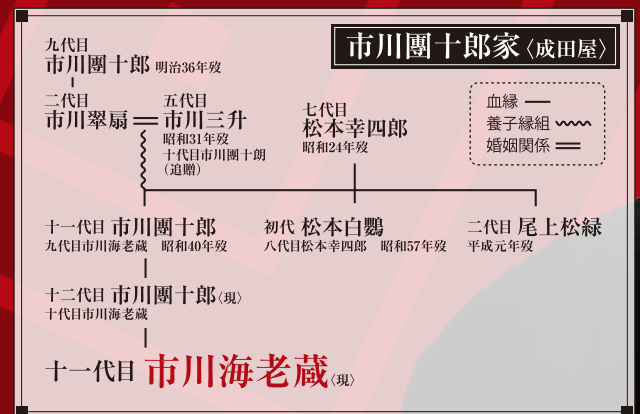 市川團十郎家〈成田屋〉
血縁
養子縁組
婚姻関係
九代目
市川團十郎 明治36年歿
二代目
市川翠扇
五代目
市川三升
昭和31年歿
十代目市川團十朗
（追贈）
七代目
松本幸四郎
昭和24年歿
十一代目 市川團十郎
九代目市川海老蔵　昭和40年歿
初代 松本白鸚
八代目松本幸四郎　昭和57年歿
二代目 尾上松緑
平成元年歿
十二代目 市川團十郎〈現〉
十代目市川海老蔵
十一代目 市川海老蔵〈現〉